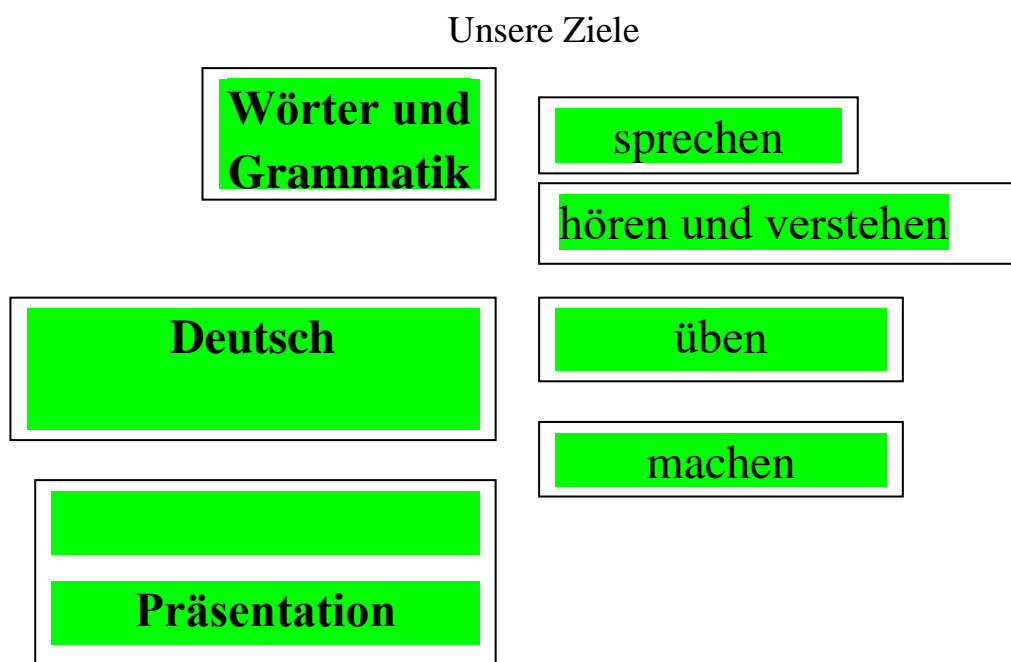 Unsere Ziele
Wörter und
Grammatik
sprechen
hören und verstehen
Deutsch
üben
machen
Präsentation